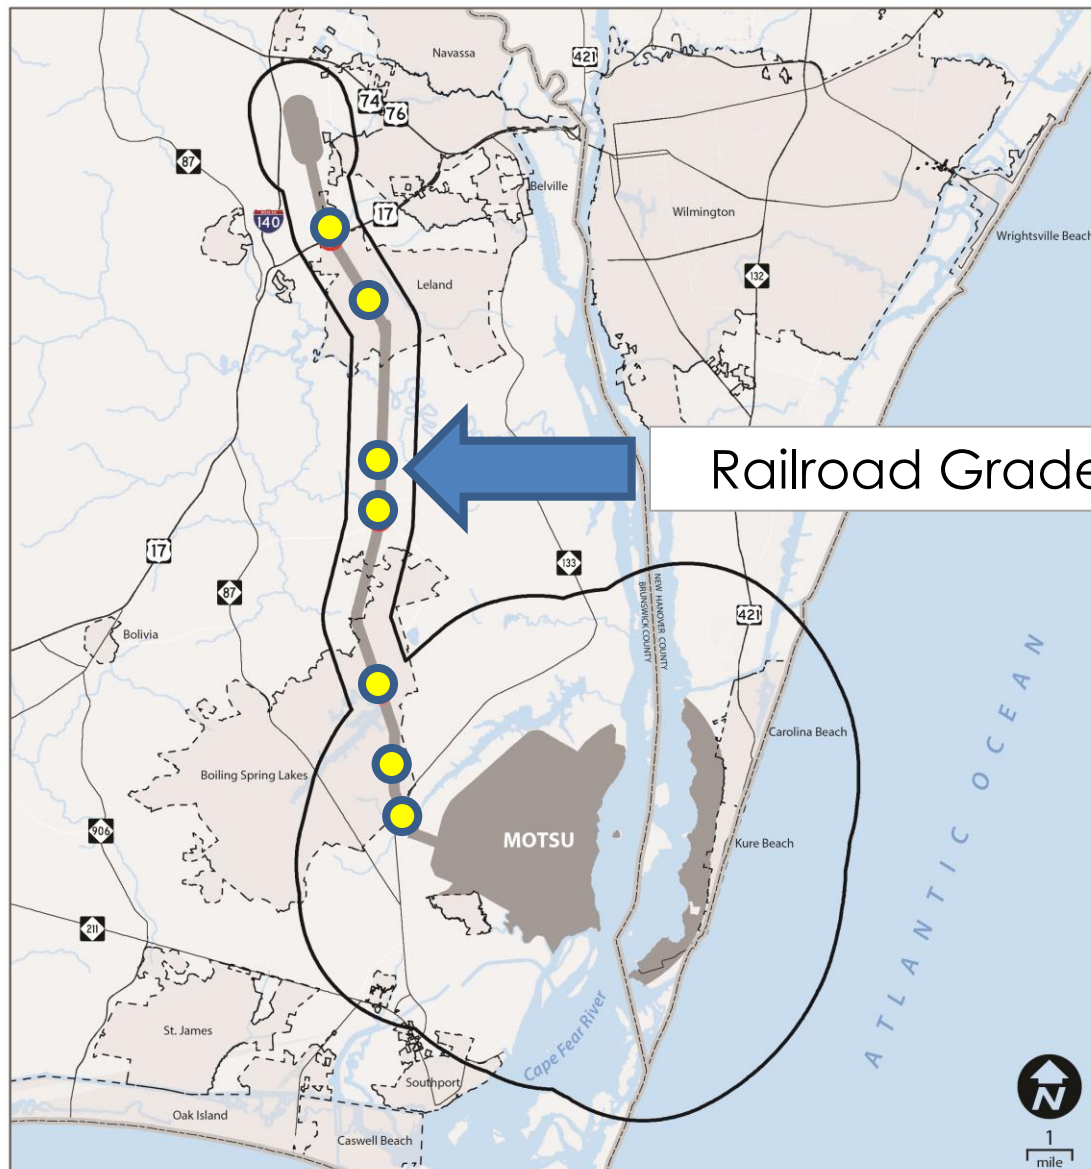 Navassa
421
74
76
87
Belville
ROUTE
140
17
Wilmington
Wrightsville Beach
Leland
132
Railroad Grade
133
17
87
NEW HANOVER COUNTY
BRUNSWICK COUNTY
421
Bolivia
Carolina Beach
Boiling Spring Lakes
906
MOTSU
Kure Beach
ATLANTIC OCEAN
211
St. James
Cape Fear River
Southport
Oak Island
Caswell Beach
N
1
mile